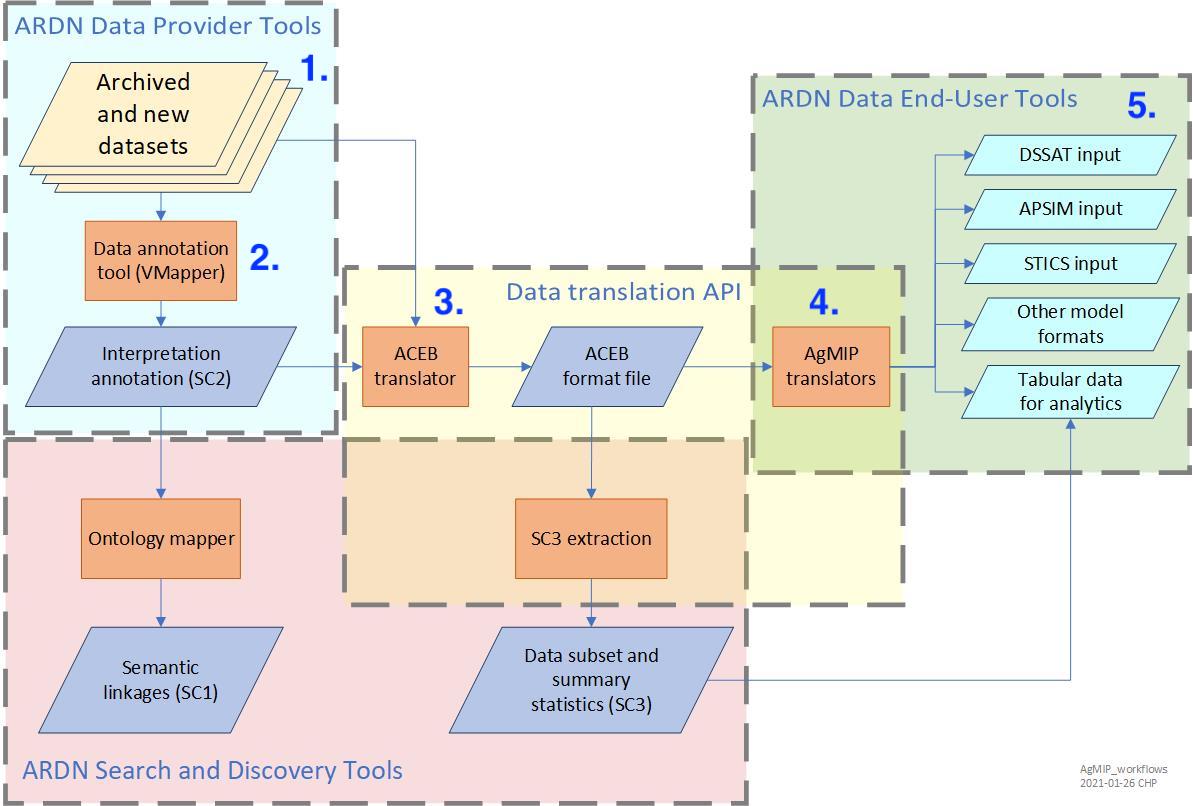 ARDN Data Provider Tools
1.
Archived
and new
datasets
Data annotation
tool (VMapper)
2.
Interpretation
annotation (SC2)
Data translation API
3.
ACEB
translator
ACEB
format file
4.
AgMIP
translators
ARDN Data End-User Tools
5.
DSSAT input
APSIM input
STICS input
Other model
formats
Tabular data
for analytics
Ontology mapper
SC3 extraction
Semantic
linkages (SC1)
Data subset and
summary
statistics (SC3)
ARDN Search and Discovery Tools
AgMIP_workflows
2021-01-26 CHP